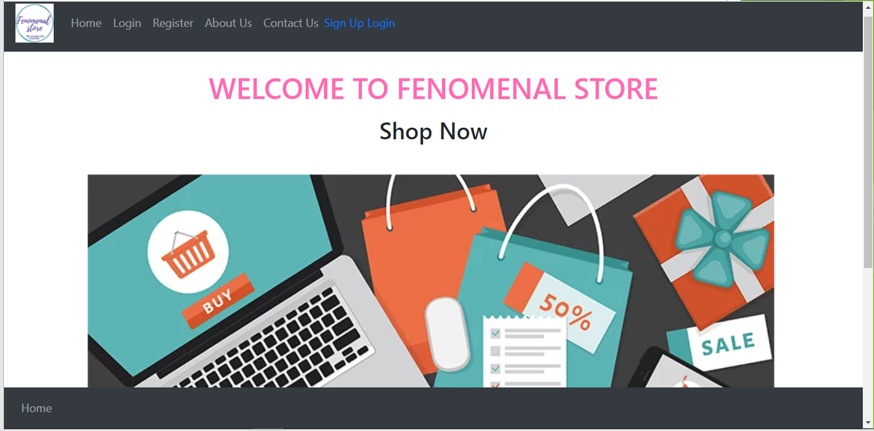 Fenomenal
store
Home Login Register About Us Contact Us Sign Up Login
WELCOME TO FENOMENAL STORE
Shop Now
BUY
50%
SALE
Home